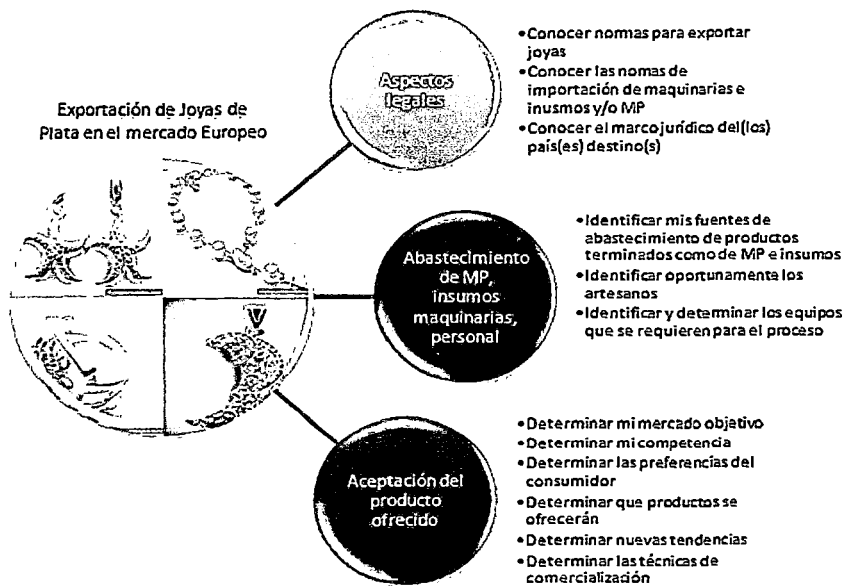 Exportación de Joyas de
Plata en el mercado Europeo
Aspectos
legales
•Conocer normas para exportar
joyas
•Conocer las nomas de
importación de maquinarias e
inusmos y/o MP
•Conocer el marco jurídico del(los)
país(es) destino(s)
Abastecimiento
de MP,
insumos
maquinarias,
personal
•Identificar mis fuentes de
abastecimiento de productos
terminados como de MP e insumos
•Identificar oportunamente los
artesanos
•Identificar y determinar los equipos
que se requieren para el proceso
Aceptación del
producto
ofrecido
•Determinar mi mercado objetivo
•Determinar mi competencia
•Determinar las preferencias del
consumidor
•Determinar que productos se
ofrecerán
•Determinar nuevas tendencias
•Determinar las técnicas de
comercialización